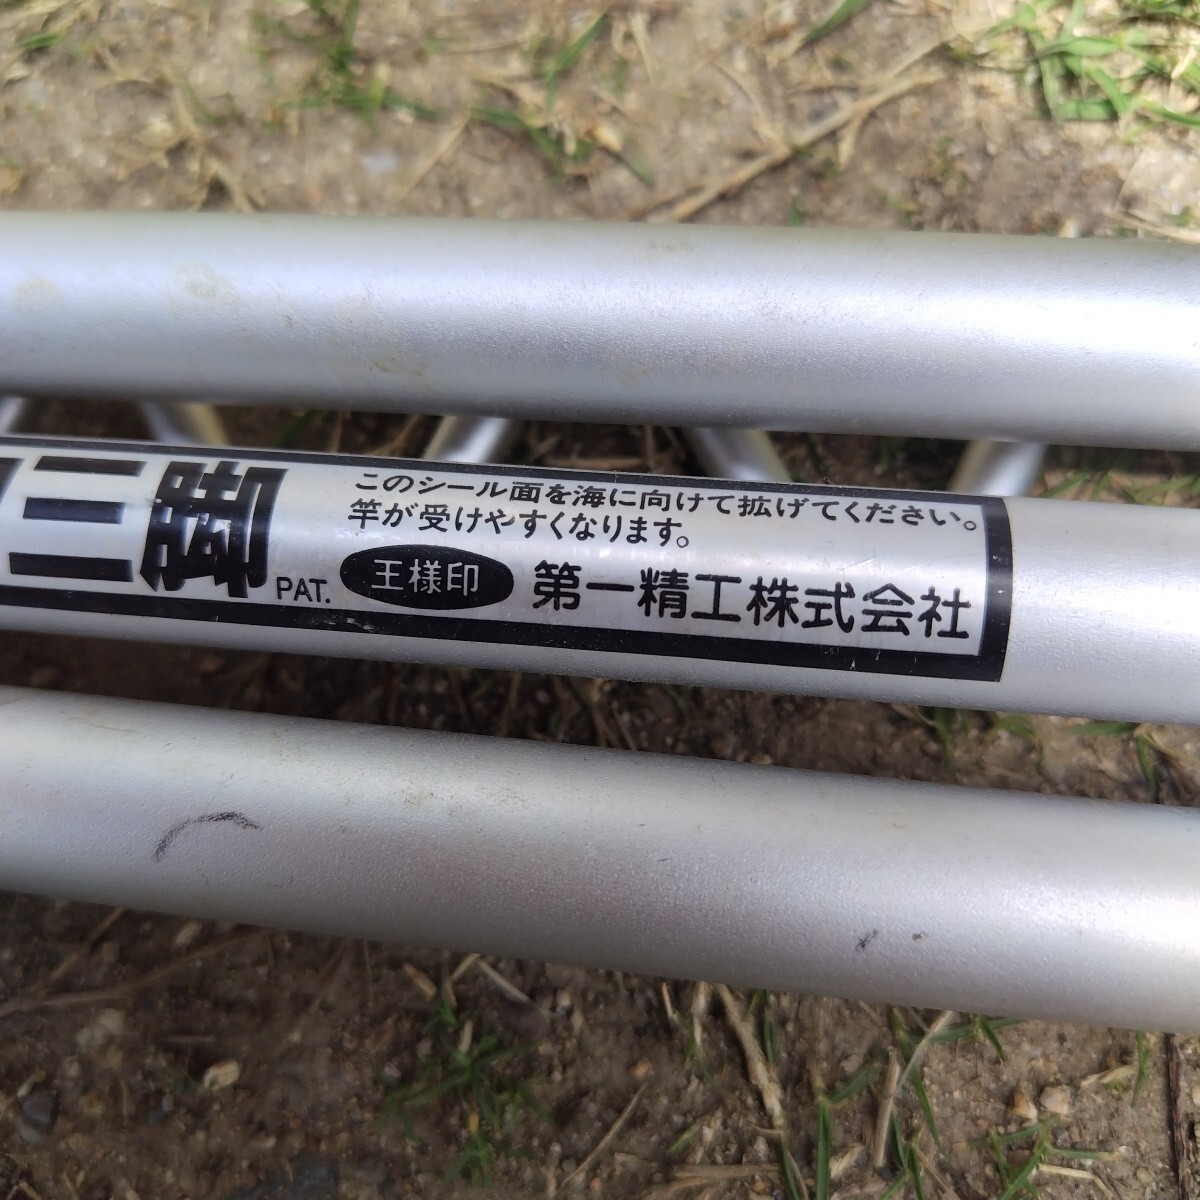 三脚
PAT.
このシール面を海に向けて拡げてください。
竿が受けやすくなります。
王様印
第一精工株式会社